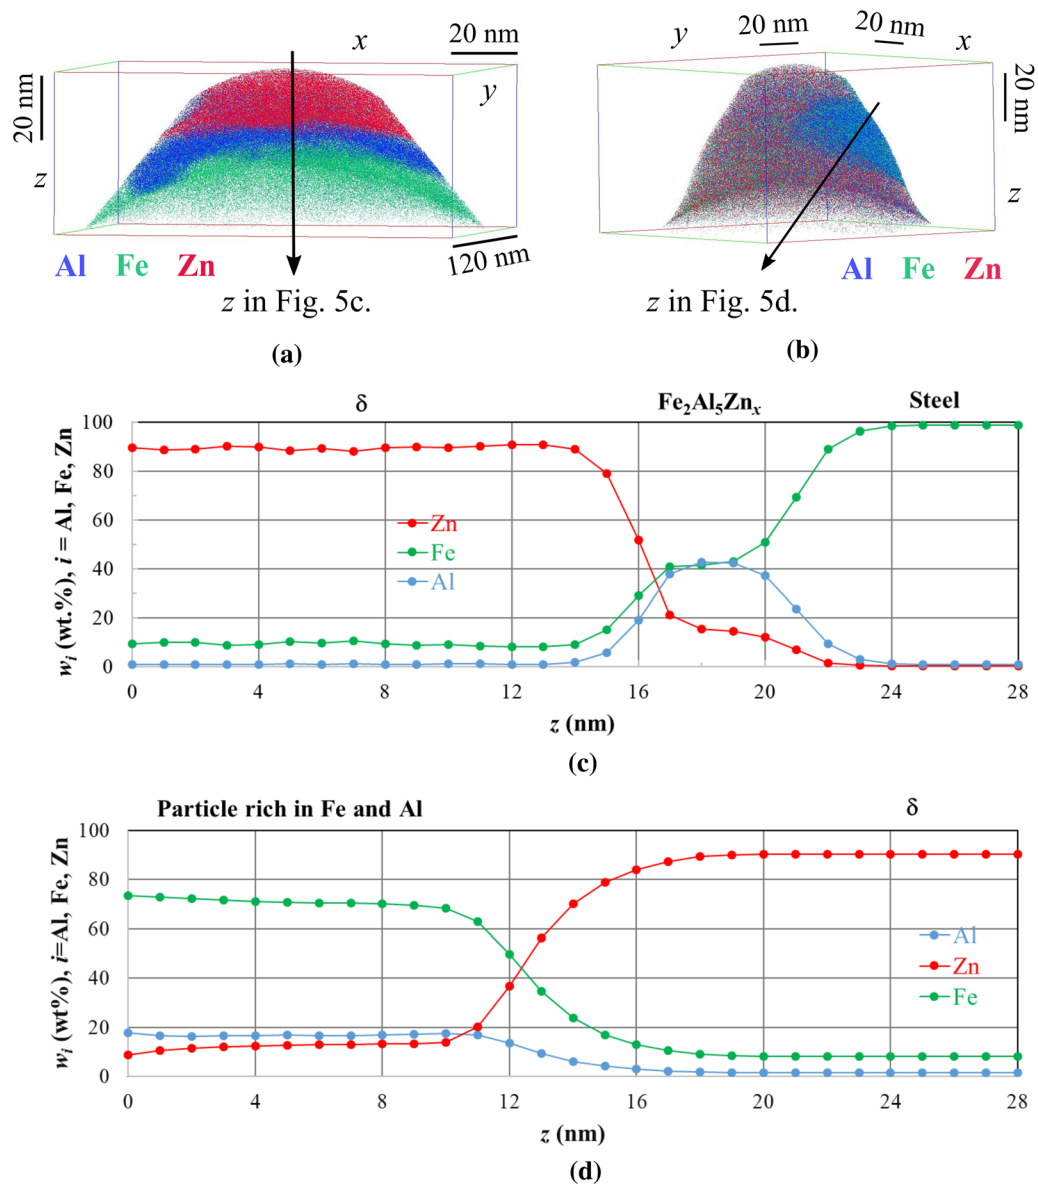 x 20 nm
20 nm
y
z
120 nm
Al Fe Zn
z in Fig. 5c.
(a)
y 20 nm 20 nm x
20 nm
z
Al Fe Zn
z in Fig. 5d.
(b)
δ Fe₂Al₅Znₓ Steel
100
80
60
40
20
0
wᵢ (wt.%), i = Al, Fe, Zn
Zn
Fe
Al
0 4 8 12 16 20 24 28
z (nm)
(c)
Particle rich in Fe and Al δ
100
80
60
40
20
0
wᵢ (wt%), i=Al, Fe, Zn
Al
Zn
Fe
0 4 8 12 16 20 24 28
z (nm)
(d)